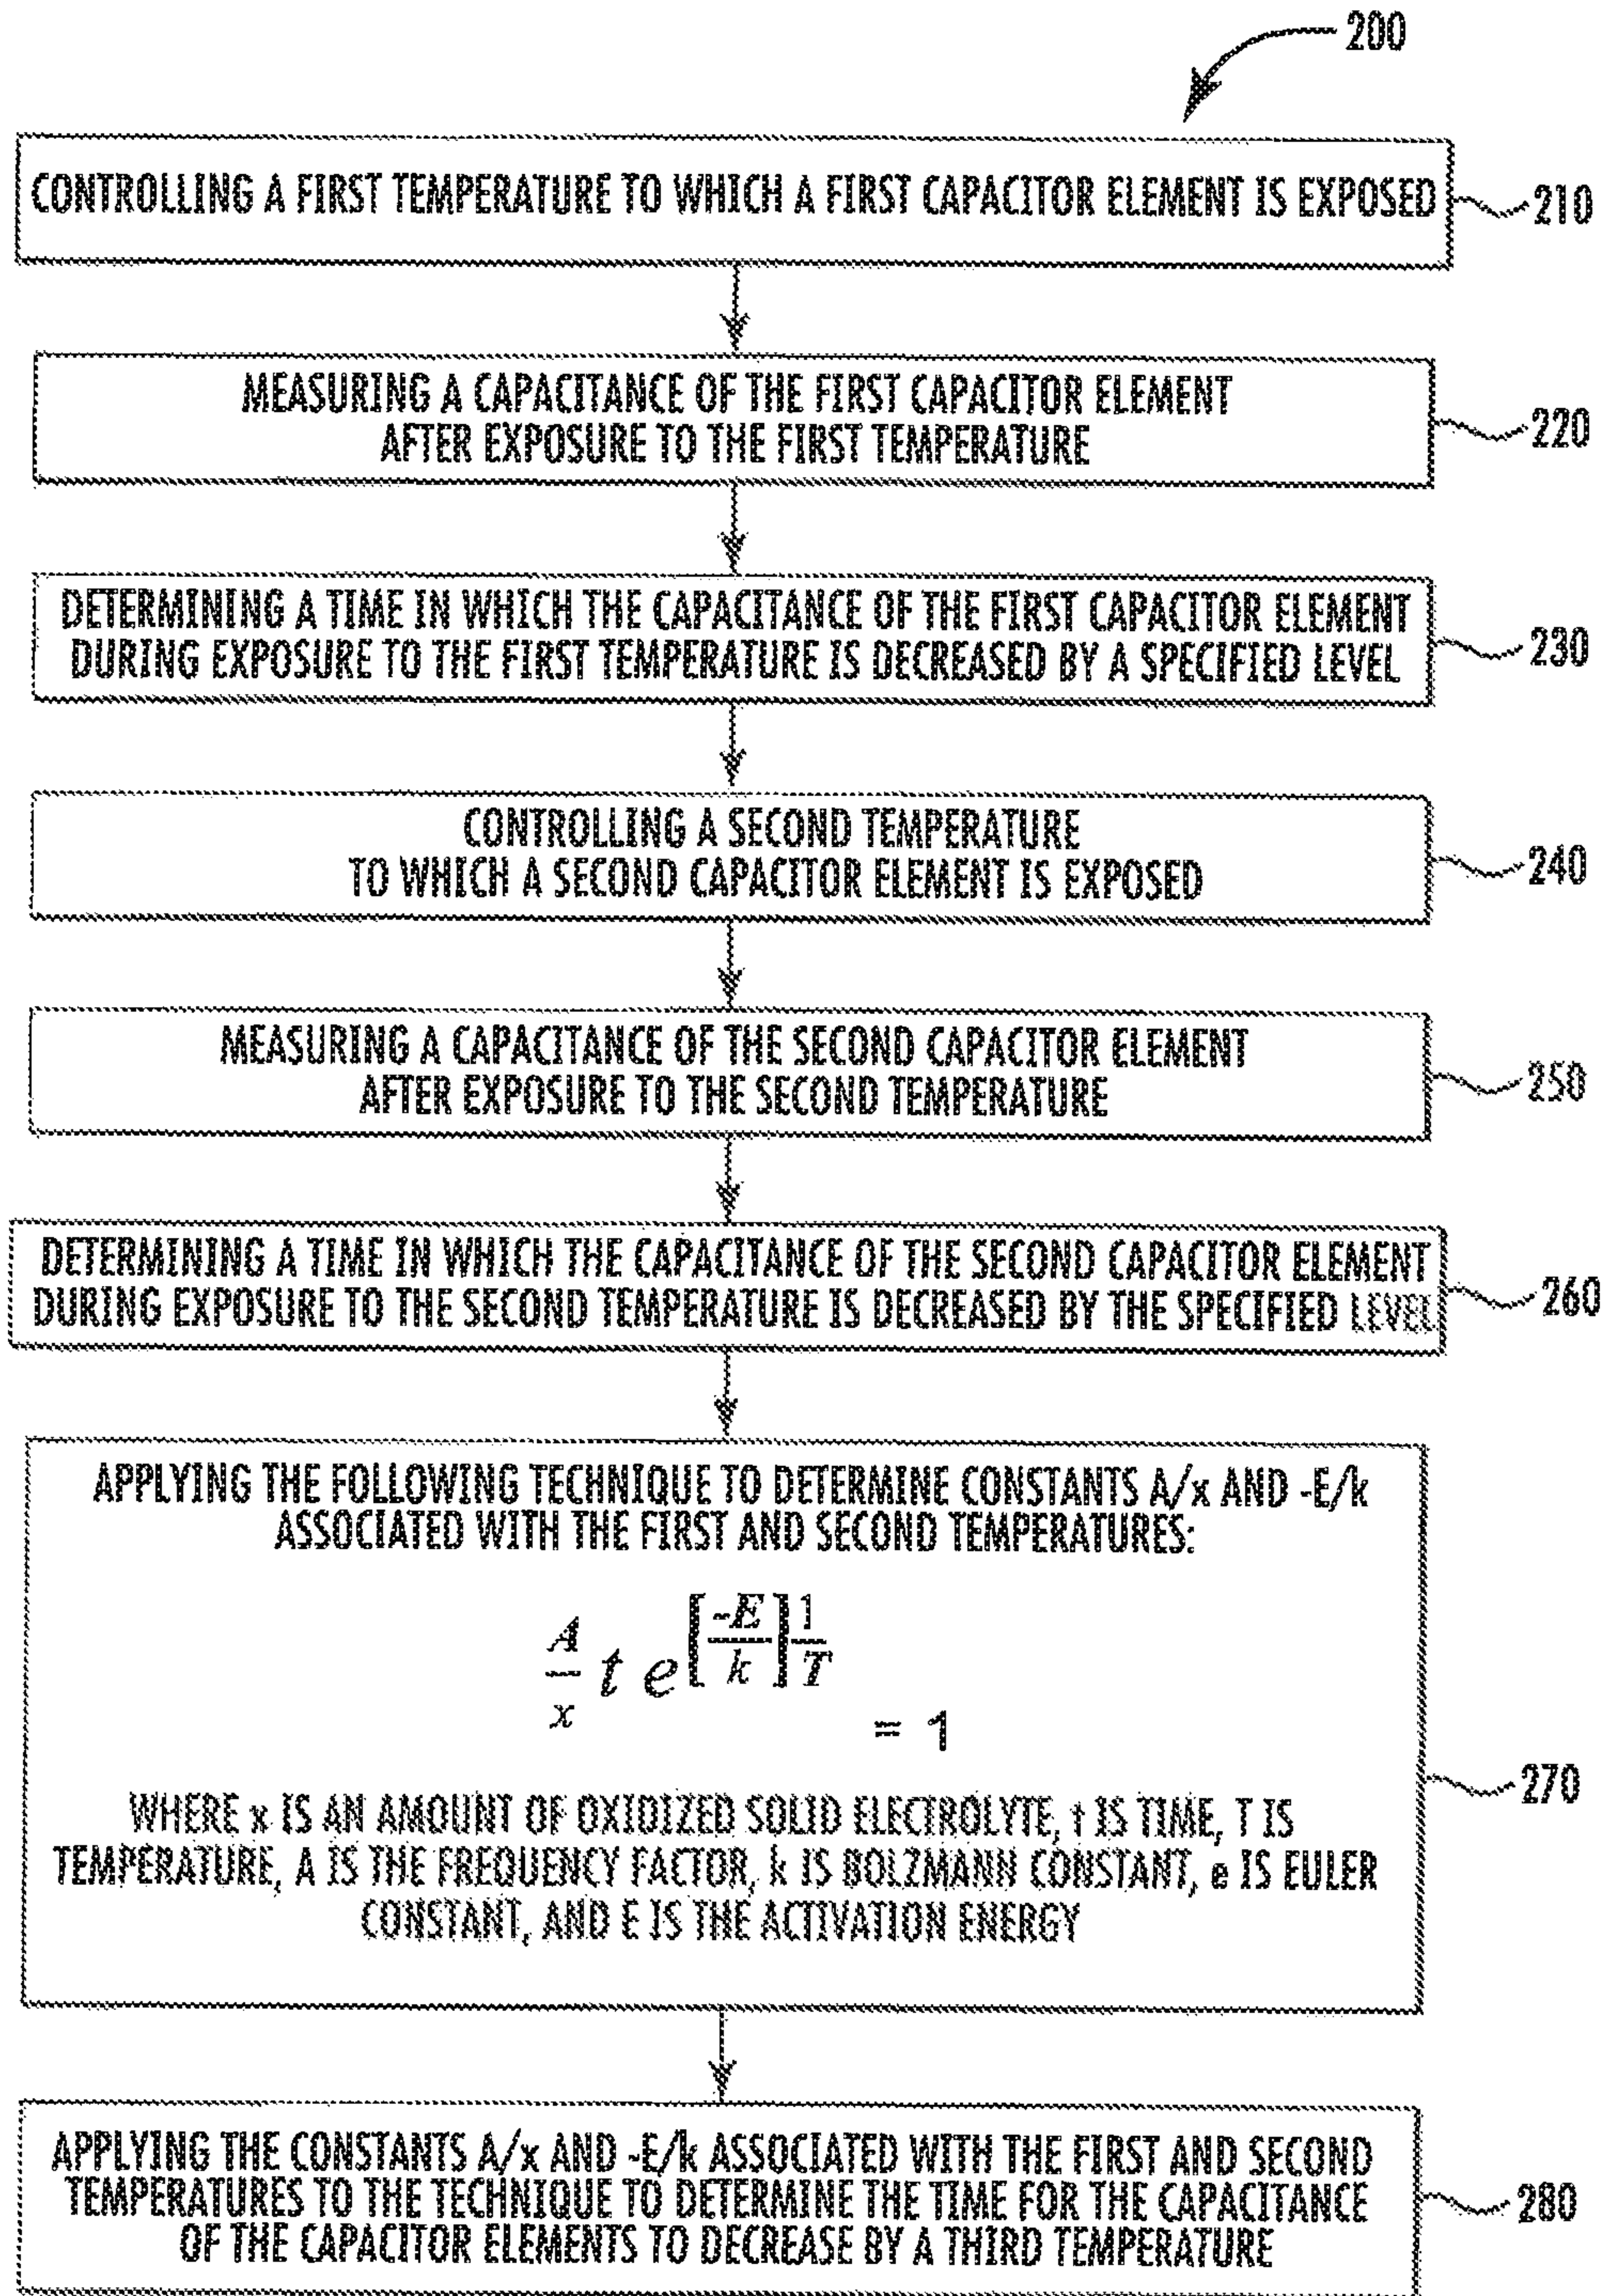 200
CONTROLLING A FIRST TEMPERATURE TO WHICH A FIRST CAPACITOR ELEMENT IS EXPOSED
210
MEASURING A CAPACITANCE OF THE FIRST CAPACITOR ELEMENT
AFTER EXPOSURE TO THE FIRST TEMPERATURE
220
DETERMINING A TIME IN WHICH THE CAPACITANCE OF THE FIRST CAPACITOR ELEMENT
DURING EXPOSURE TO THE FIRST TEMPERATURE IS DECREASED BY A SPECIFIED LEVEL
230
CONTROLLING A SECOND TEMPERATURE
TO WHICH A SECOND CAPACITOR ELEMENT IS EXPOSED
240
MEASURING A CAPACITANCE OF THE SECOND CAPACITOR ELEMENT
AFTER EXPOSURE TO THE SECOND TEMPERATURE
250
DETERMINING A TIME IN WHICH THE CAPACITANCE OF THE SECOND CAPACITOR ELEMENT
DURING EXPOSURE TO THE SECOND TEMPERATURE IS DECREASED BY THE SPECIFIED LEVEL
260
APPLYING THE FOLLOWING TECHNIQUE TO DETERMINE CONSTANTS A/x AND -E/k
ASSOCIATED WITH THE FIRST AND SECOND TEMPERATURES:
A/x t e [-E/k] 1/T = 1
WHERE x IS AN AMOUNT OF OXIDIZED SOLID ELECTROLYTE, t IS TIME, T IS
TEMPERATURE, A IS THE FREQUENCY FACTOR, k IS BOLZMANN CONSTANT, e IS EULER
CONSTANT, AND E IS THE ACTIVATION ENERGY
270
APPLYING THE CONSTANTS A/x AND -E/k ASSOCIATED WITH THE FIRST AND SECOND
TEMPERATURES TO THE TECHNIQUE TO DETERMINE THE TIME FOR THE CAPACITANCE
OF THE CAPACITOR ELEMENTS TO DECREASE BY A THIRD TEMPERATURE
280